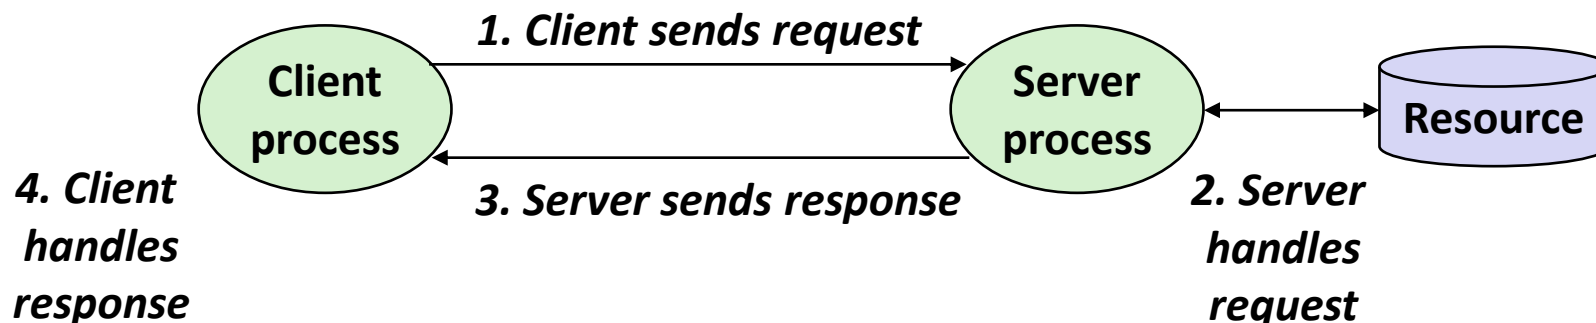 1. Client sends request
Client
process
Server
process
Resource
3. Server sends response
4. Client
handles
response
2. Server
handles
request